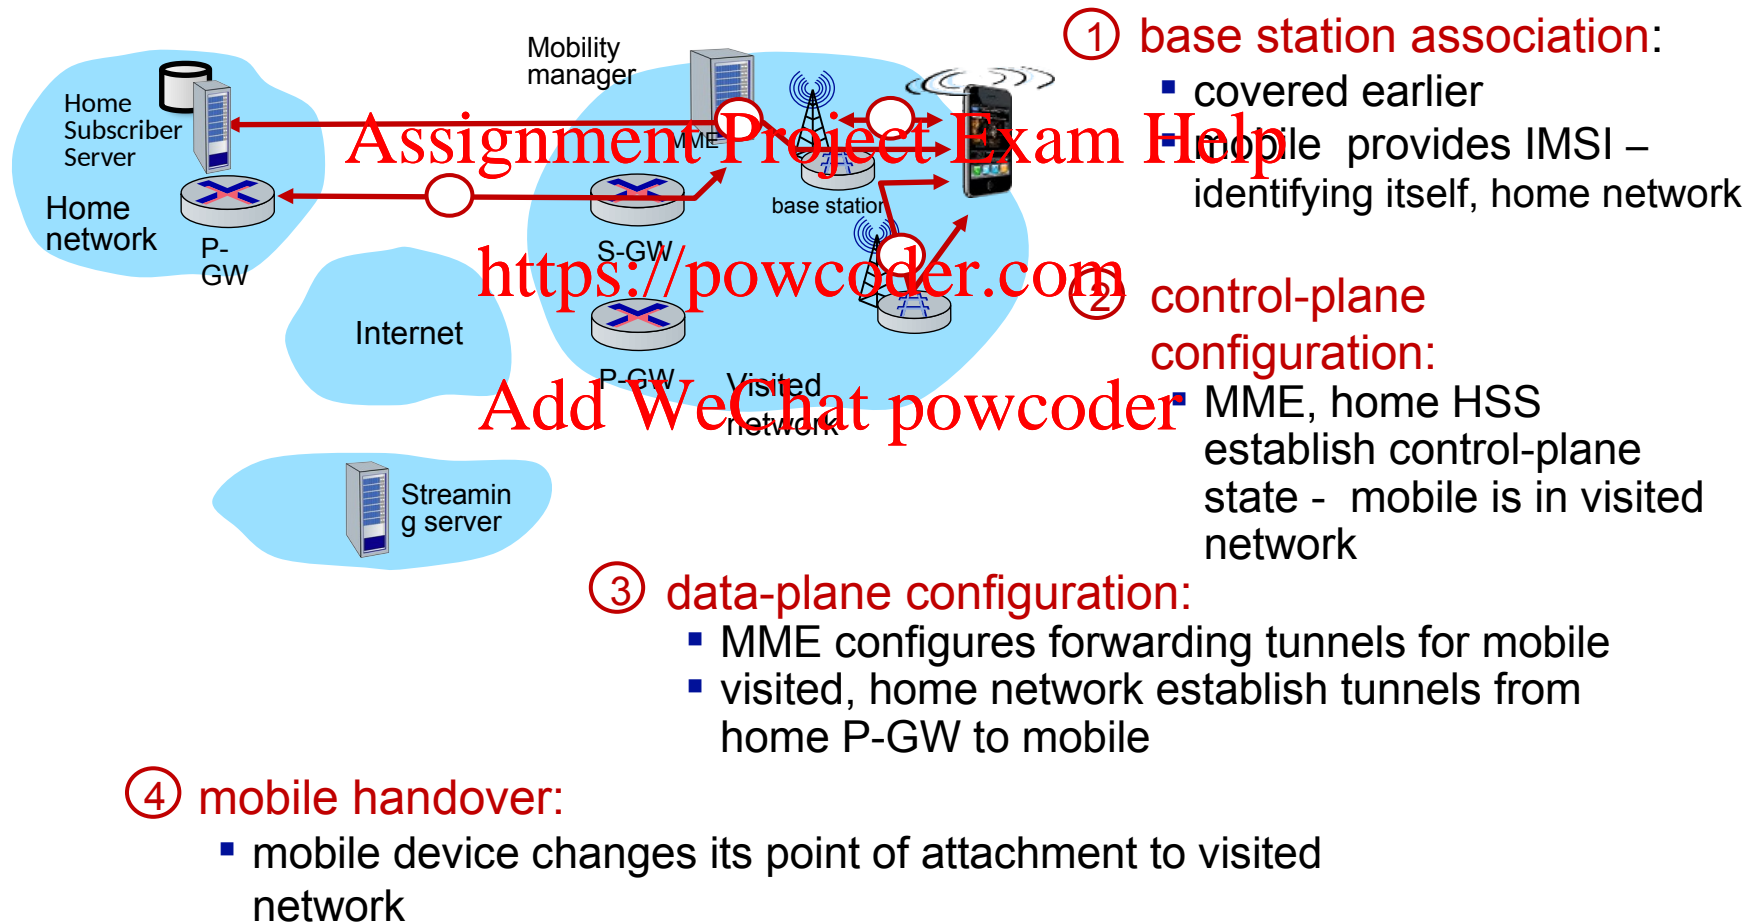 Mobility
manager
Home
Subscriber
Server
MME
Home
network
P-
GW
base station
S-GW
Internet
P-GW
Visited
network
Streamin
g server
Assignment Project Exam Help
https://powcoder.com
Add WeChat powcoder
1 base station association:
▪ covered earlier
▪ mobile provides IMSI –
identifying itself, home network
2 control-plane
configuration:
▪ MME, home HSS
establish control-plane
state - mobile is in visited
network
3 data-plane configuration:
▪ MME configures forwarding tunnels for mobile
▪ visited, home network establish tunnels from
home P-GW to mobile
4 mobile handover:
▪ mobile device changes its point of attachment to visited
network